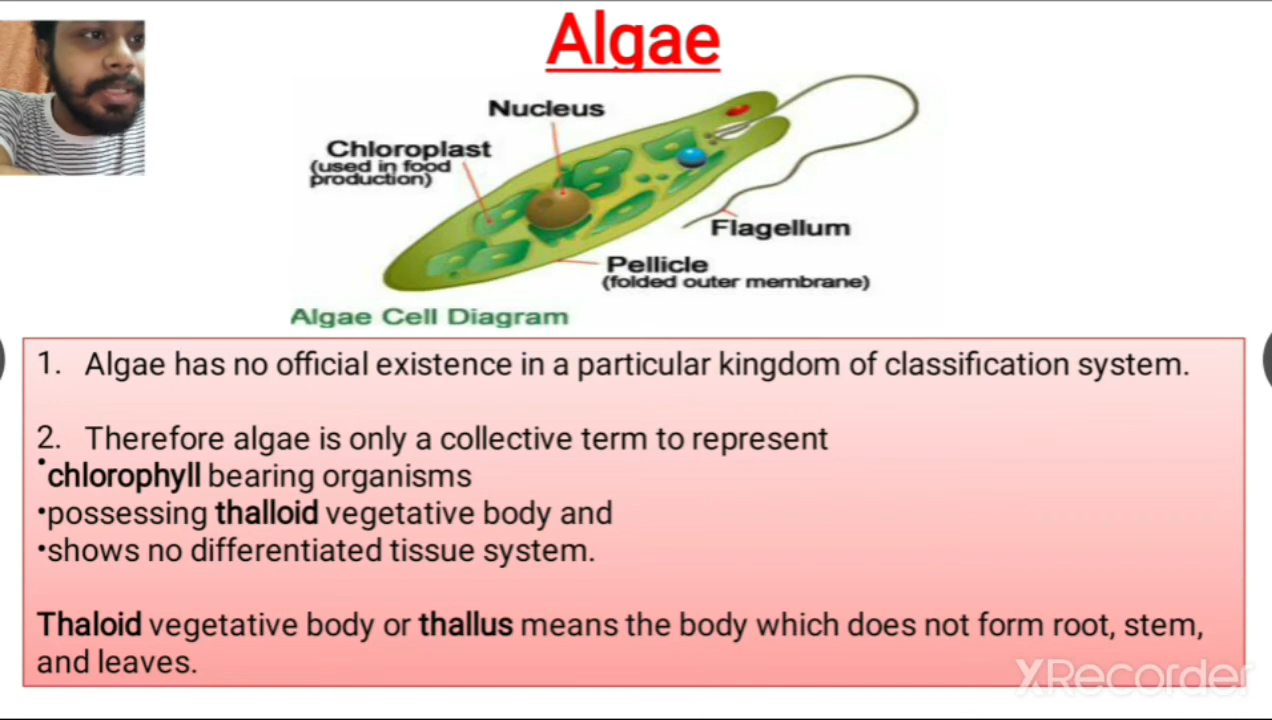 Algae
Nucleus
Chloroplast
(used in food
production)
Flagellum
Pellicle
(folded outer membrane)
Algae Cell Diagram
1. Algae has no official existence in a particular kingdom of classification system.
2. Therefore algae is only a collective term to represent
•chlorophyll bearing organisms
•possessing thalloid vegetative body and
•shows no differentiated tissue system.
Thaloid vegetative body or thallus means the body which does not form root, stem,
and leaves.
XRecorder